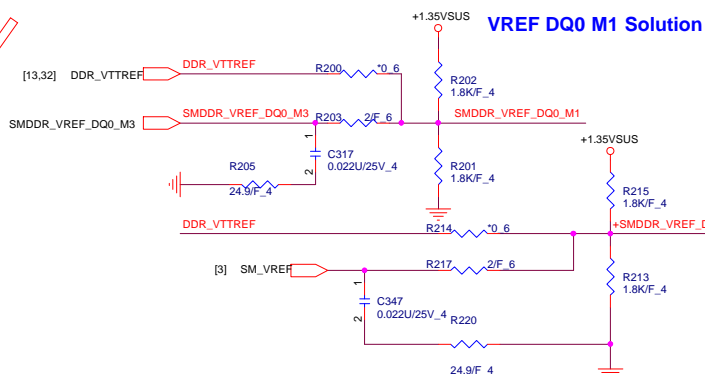 +1.35VSUS
VREF DQ0 M1 Solution
[13,32] DDR_VTTREF
DDR_VTTREF
R200 *0_6
R202
1.8K/F_4
SMDDR_VREF_DQ0_M3
SMDDR_VREF_DQ0_M3
R203 2/F_6
SMDDR_VREF_DQ0_M1
1
C317
0.022U/25V_4
2
R201
1.8K/F_4
R205
24.9/F_4
+1.35VSUS
R215
1.8K/F_4
DDR_VTTREF
R214 *0_6
+SMDDR_VREF_D
[3] SM_VREF
R217 2/F_6
R213
1.8K/F_4
1
C347
0.022U/25V_4
2
R220
24.9/F_4